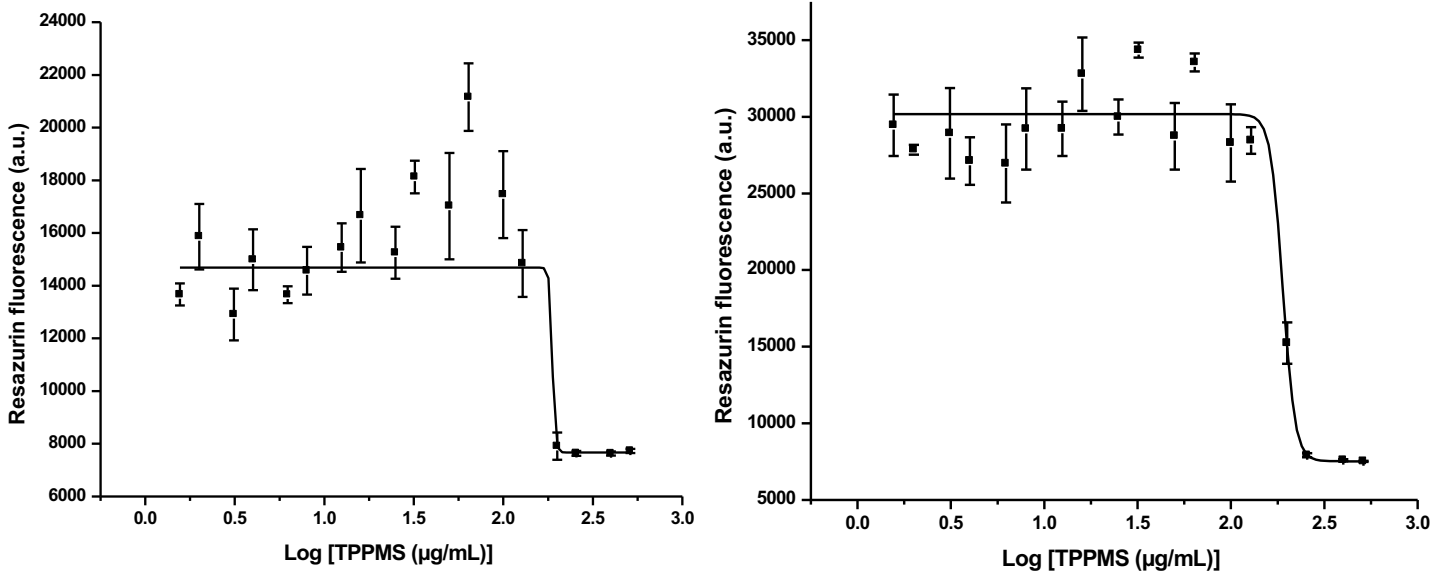 24000
22000
20000
18000
16000
14000
12000
10000
8000
6000
Resazurin fluorescence (a.u.)
0.0 0.5 1.0 1.5 2.0 2.5 3.0
Log [TPPMS (µg/mL)]
35000
30000
25000
20000
15000
10000
5000
Resazurin fluorescence (a.u.)
0.0 0.5 1.0 1.5 2.0 2.5 3.0
Log [TPPMS (µg/mL)]